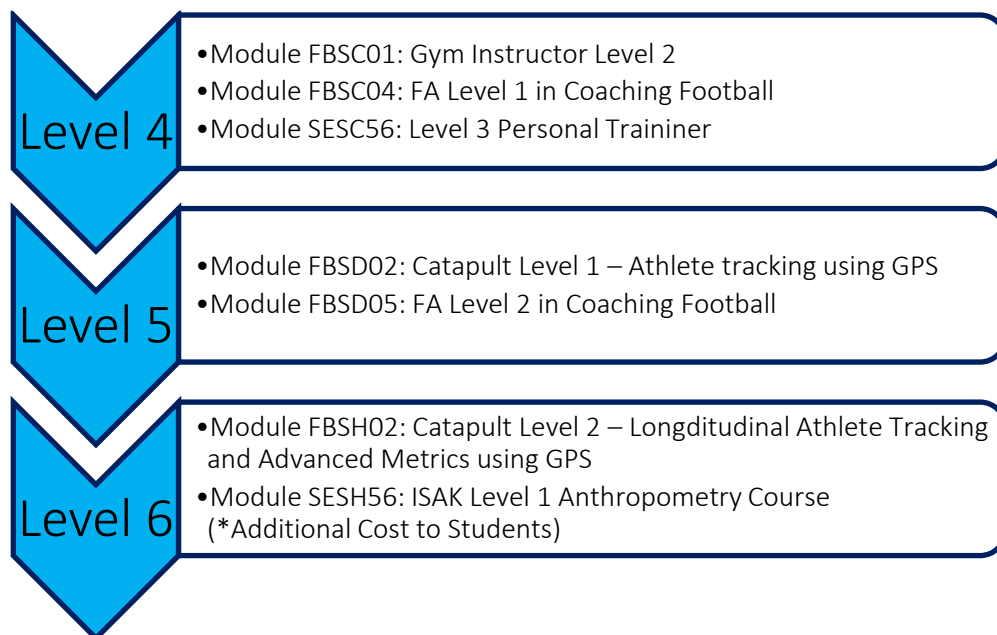 Level 4
•Module FBSC01: Gym Instructor Level 2
•Module FBSC04: FA Level 1 in Coaching Football
•Module SESC56: Level 3 Personal Traininer
Level 5
•Module FBSD02: Catapult Level 1 – Athlete tracking using GPS
•Module FBSD05: FA Level 2 in Coaching Football
Level 6
•Module FBSH02: Catapult Level 2 – Longditudinal Athlete Tracking
and Advanced Metrics using GPS
•Module SESH56: ISAK Level 1 Anthropometry Course
(*Additional Cost to Students)